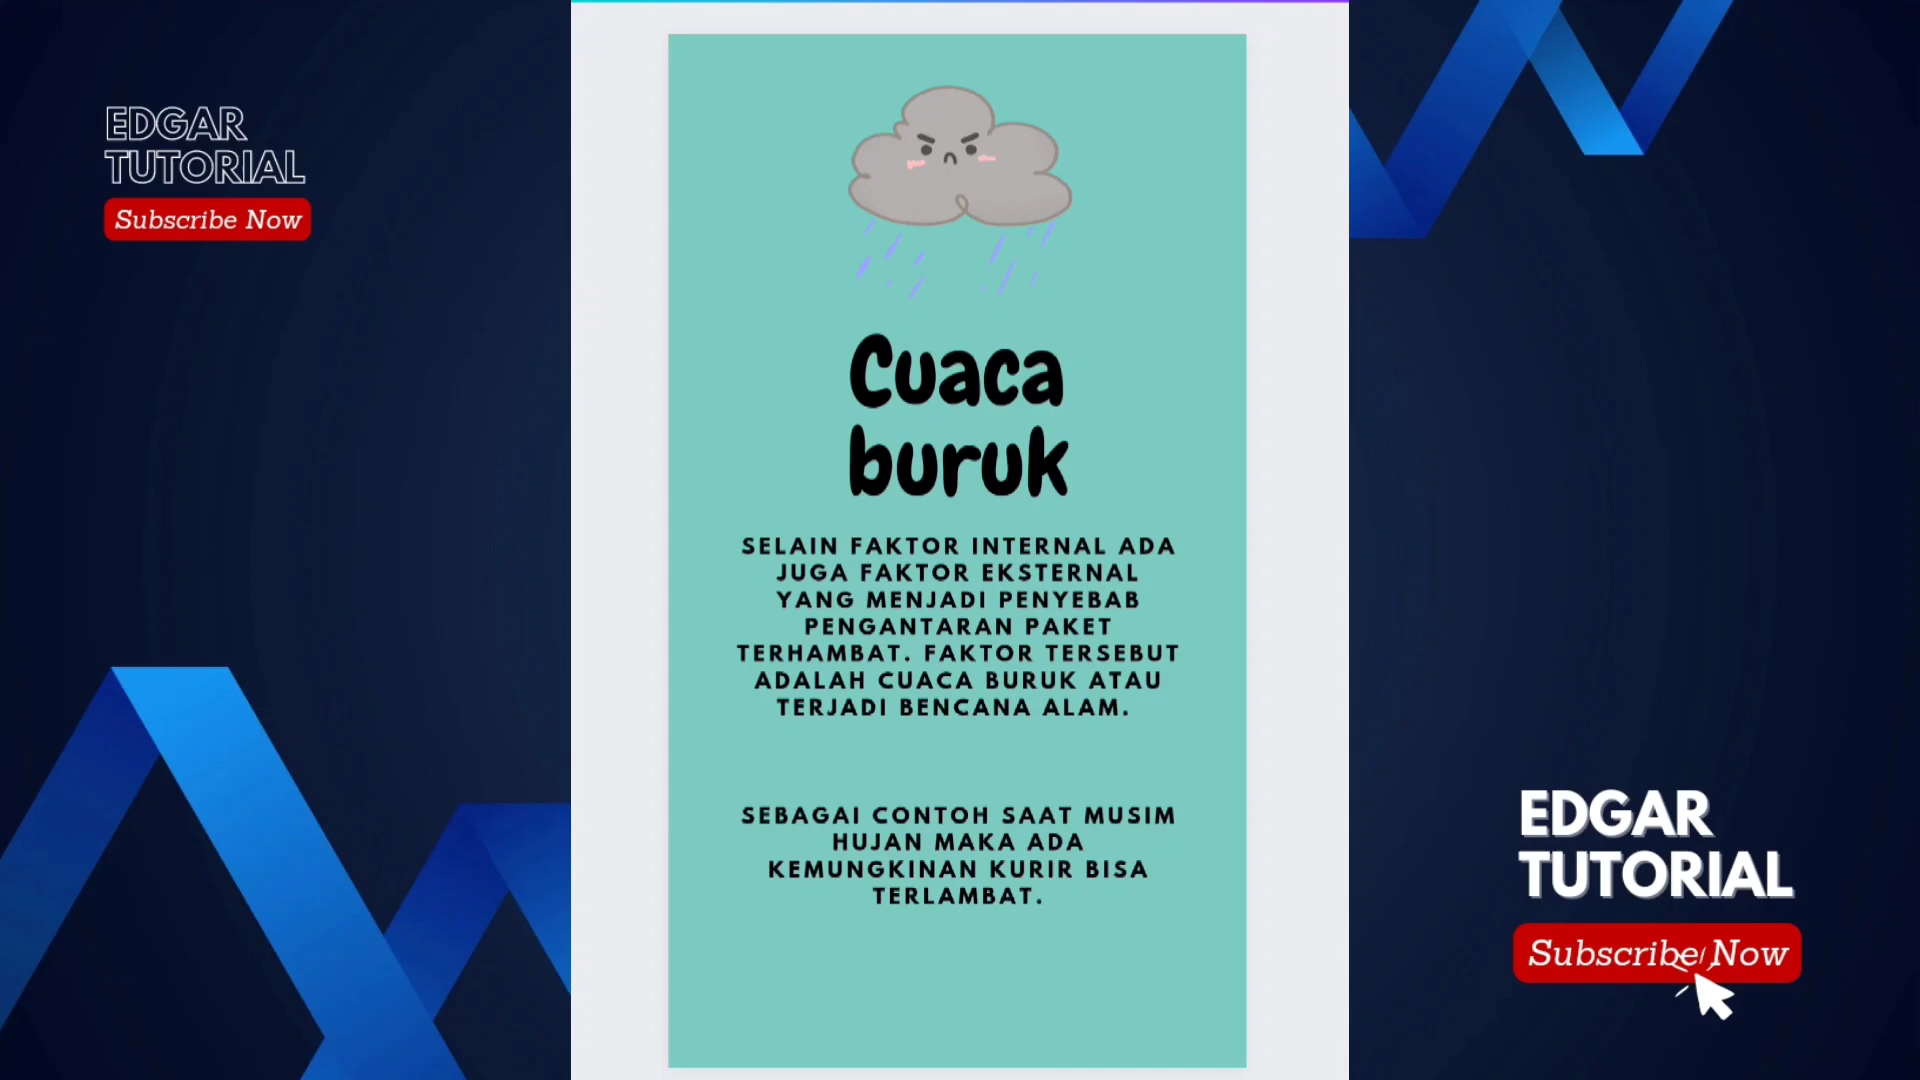 EDGAR
TUTORIAL
Subscribe Now
Cuaca
buruk
SELAIN FAKTOR INTERNAL ADA
JUGA FAKTOR EKSTERNAL
YANG MENJADI PENYEBAB
PENGANTARAN PAKET
TERHAMBAT. FAKTOR TERSEBUT
ADALAH CUACA BURUK ATAU
TERJADI BENCANA ALAM.
SEBAGAI CONTOH SAAT MUSIM
HUJAN MAKA ADA
KEMUNGKINAN KURIR BISA
TERLAMBAT.
EDGAR
TUTORIAL
Subscribe Now